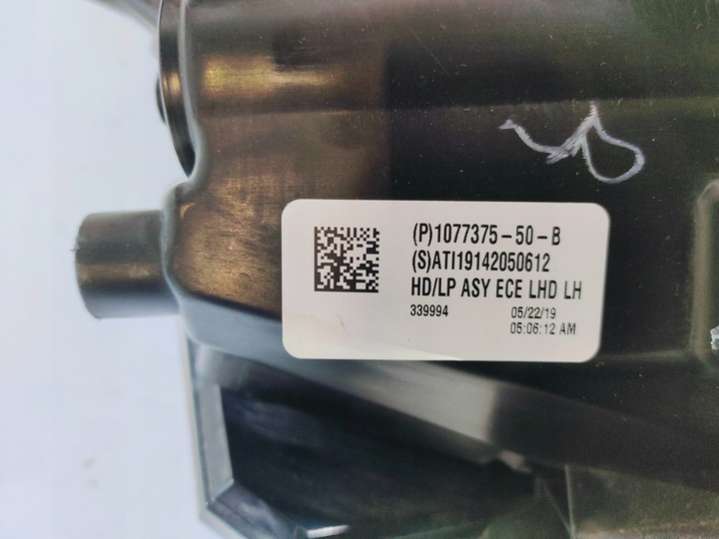 (P)1077375-50-B
(S)ATI19142050612
HD/LP ASY ECE LHD LH
339994 05/22/19
05:06:12 AM